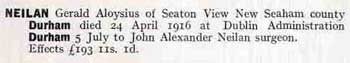 NEILAN Gerald Aloysius of Seaton View New Seaham county
Durham died 24 April 1916 at Dublin Administration
Durham 5 July to John Alexander Neilan surgeon.
Effects £193 11s. 1d.